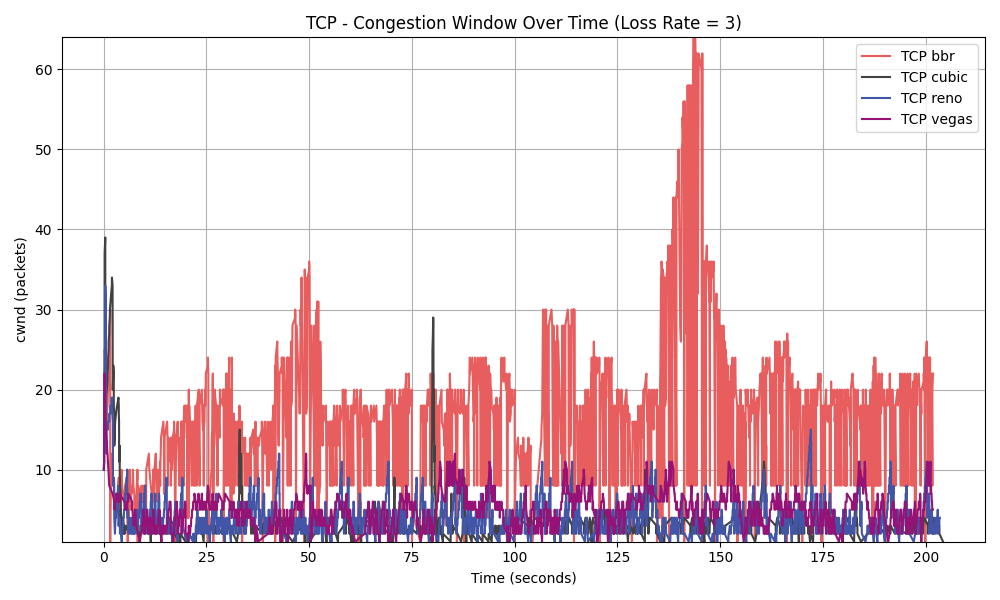 TCP - Congestion Window Over Time (Loss Rate = 3)
TCP bbr
TCP cubic
TCP reno
TCP vegas
cwnd (packets)
60
50
40
30
20
10
0
25
50
75
100
125
150
175
200
Time (seconds)